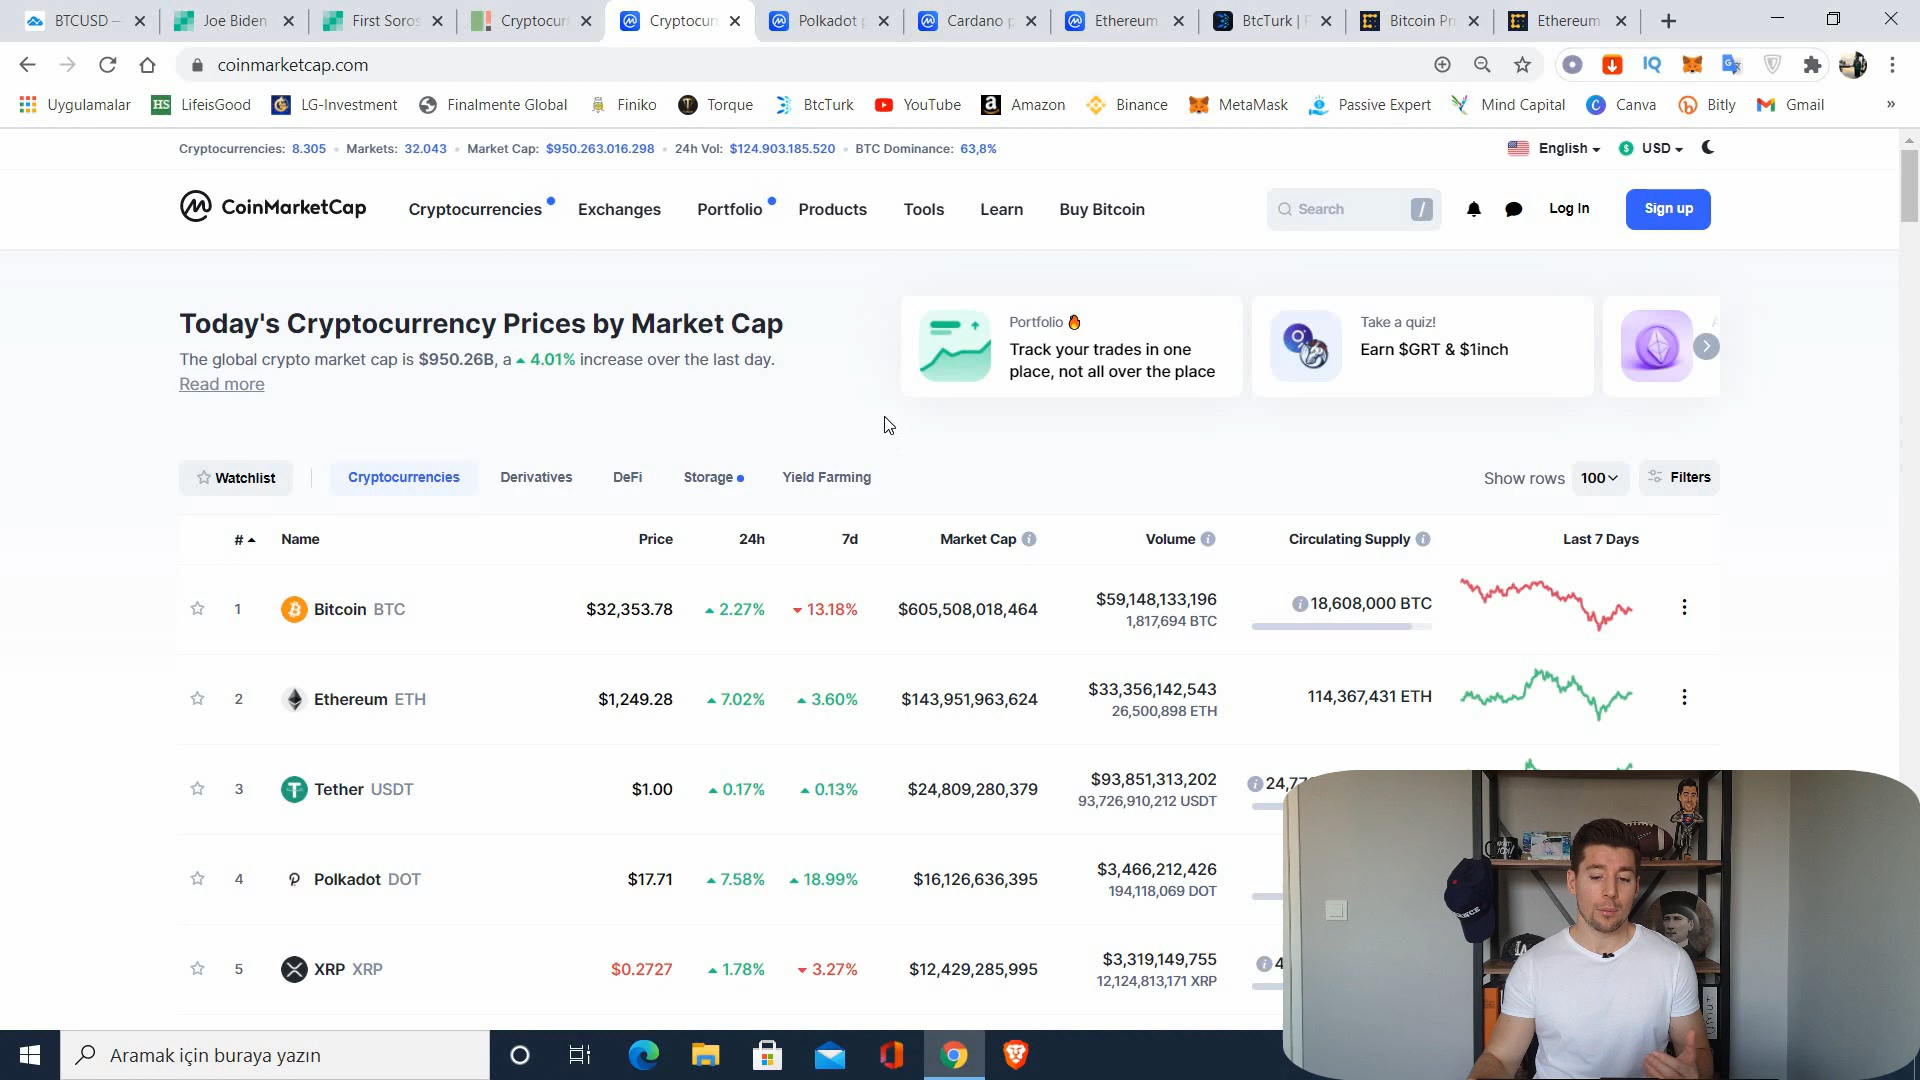 BTCUSD –
Joe Biden
First Soros
Cryptocur
Cryptocur
Polkadot p
Cardano p
Ethereum
BtcTurk | P
Bitcoin Pr
Ethereum
coinmarketcap.com
Uygulamalar
HS LifeisGood
LG-Investment
Finalmente Global
Finiko
Torque
BtcTurk
YouTube
Amazon
Binance
MetaMask
Passive Expert
Mind Capital
Canva
Bitly
Gmail
»
Cryptocurrencies: 8.305 • Markets: 32.043 • Market Cap: $950.263.016.298 • 24h Vol: $124.903.185.520 • BTC Dominance: 63,8%
English
USD
CoinMarketCap
Cryptocurrencies
Exchanges
Portfolio
Products
Tools
Learn
Buy Bitcoin
Search /
Log In
Sign up
Today's Cryptocurrency Prices by Market Cap
The global crypto market cap is $950.26B, a 4.01% increase over the last day.
Read more
Portfolio
Track your trades in one
place, not all over the place
Take a quiz!
Earn $GRT & $1inch
Watchlist
Cryptocurrencies
Derivatives
DeFi
Storage
Yield Farming
Show rows 100
Filters
# Name Price 24h 7d Market Cap Volume Circulating Supply Last 7 Days
1 Bitcoin BTC $32,353.78 2.27% 13.18% $605,508,018,464 $59,148,133,196 18,608,000 BTC
1,817,694 BTC
2 Ethereum ETH $1,249.28 7.02% 3.60% $143,951,963,624 $33,356,142,543 114,367,431 ETH
26,500,898 ETH
3 Tether USDT $1.00 0.17% 0.13% $24,809,280,379 $93,851,313,202 24,77
93,726,910,212 USDT
4 Polkadot DOT $17.71 7.58% 18.99% $16,126,636,395 $3,466,212,426
194,118,069 DOT
5 XRP XRP $0.2727 1.78% 3.27% $12,429,285,995 $3,319,149,755 4
12,124,813,171 XRP
Aramak için buraya yazın